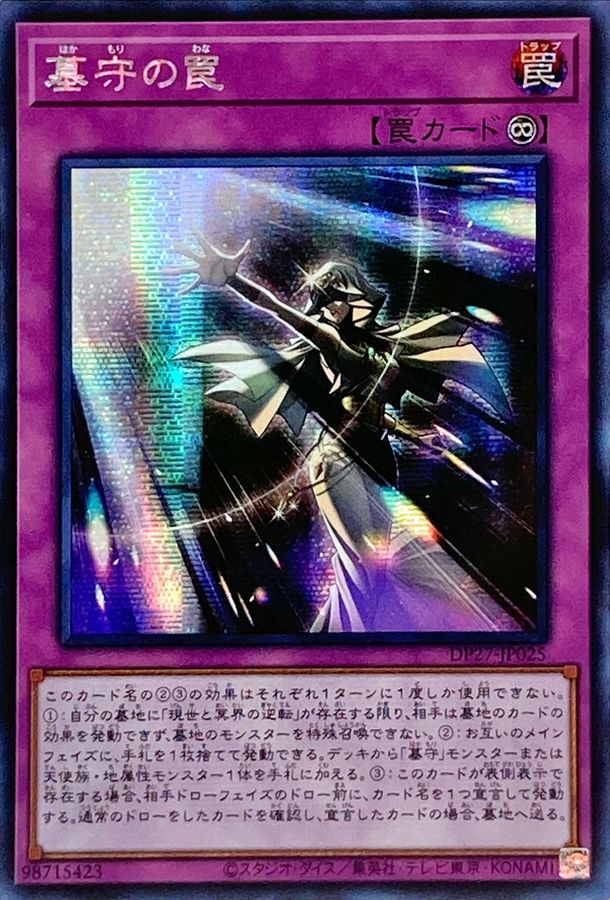 墓守の罠
罠
【罠カード】
DP27-JP025
このカード名の②③の効果はそれぞれ1ターンに1度しか使用できない。
①：自分の墓地に「現世と冥界の逆転」が存在する限り、相手は墓地のカードの
効果を発動できず、墓地のモンスターを特殊召喚できない。②：お互いのメイン
フェイズに、手札を1枚捨てて発動できる。デッキから「墓守」モンスターまたは
天使族・地属性モンスター1体を手札に加える。③：このカードが表側表示で
存在する場合、相手ドローフェイズのドロー前に、カード名を1つ宣言して発動
する。通常のドローをしたカードを確認し、宣言したカードの場合、墓地へ送る。
98715423 ©スタジオ・ダイス／集英社・テレビ東京・KONAMI